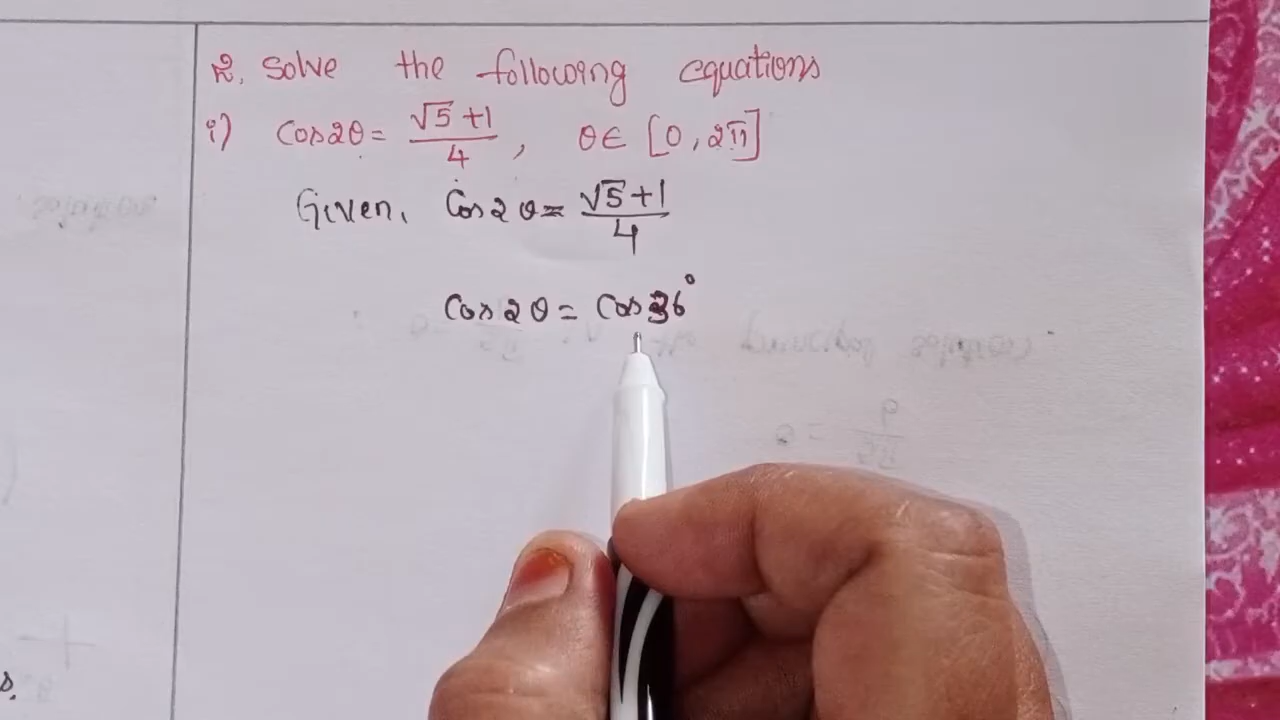 2. Solve the following equations
i) Cos2θ = √5+1/4, θ∈ [0, 2π]
Given, Cos2θ = √5+1/4
Cos2θ = Cos36°